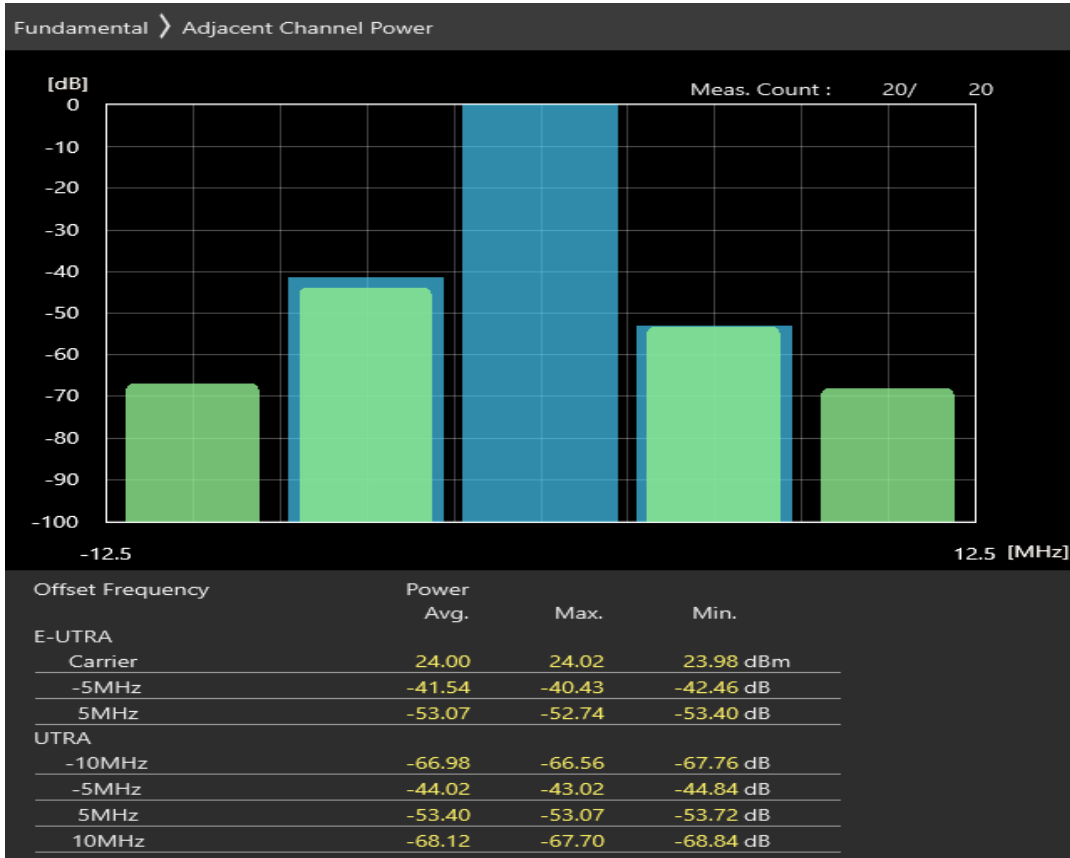 Fundamental 〉 Adjacent Channel Power
[dB]
Meas. Count : 20/ 20
0
-10
-20
-30
-40
-50
-60
-70
-80
-90
-100
-12.5 12.5 [MHz]
Offset Frequency Power
Avg. Max. Min.
E-UTRA
Carrier 24.00 24.02 23.98 dBm
-5MHz -41.54 -40.43 -42.46 dB
5MHz -53.07 -52.74 -53.40 dB
UTRA
-10MHz -66.98 -66.56 -67.76 dB
-5MHz -44.02 -43.02 -44.84 dB
5MHz -53.40 -53.07 -53.72 dB
10MHz -68.12 -67.70 -68.84 dB